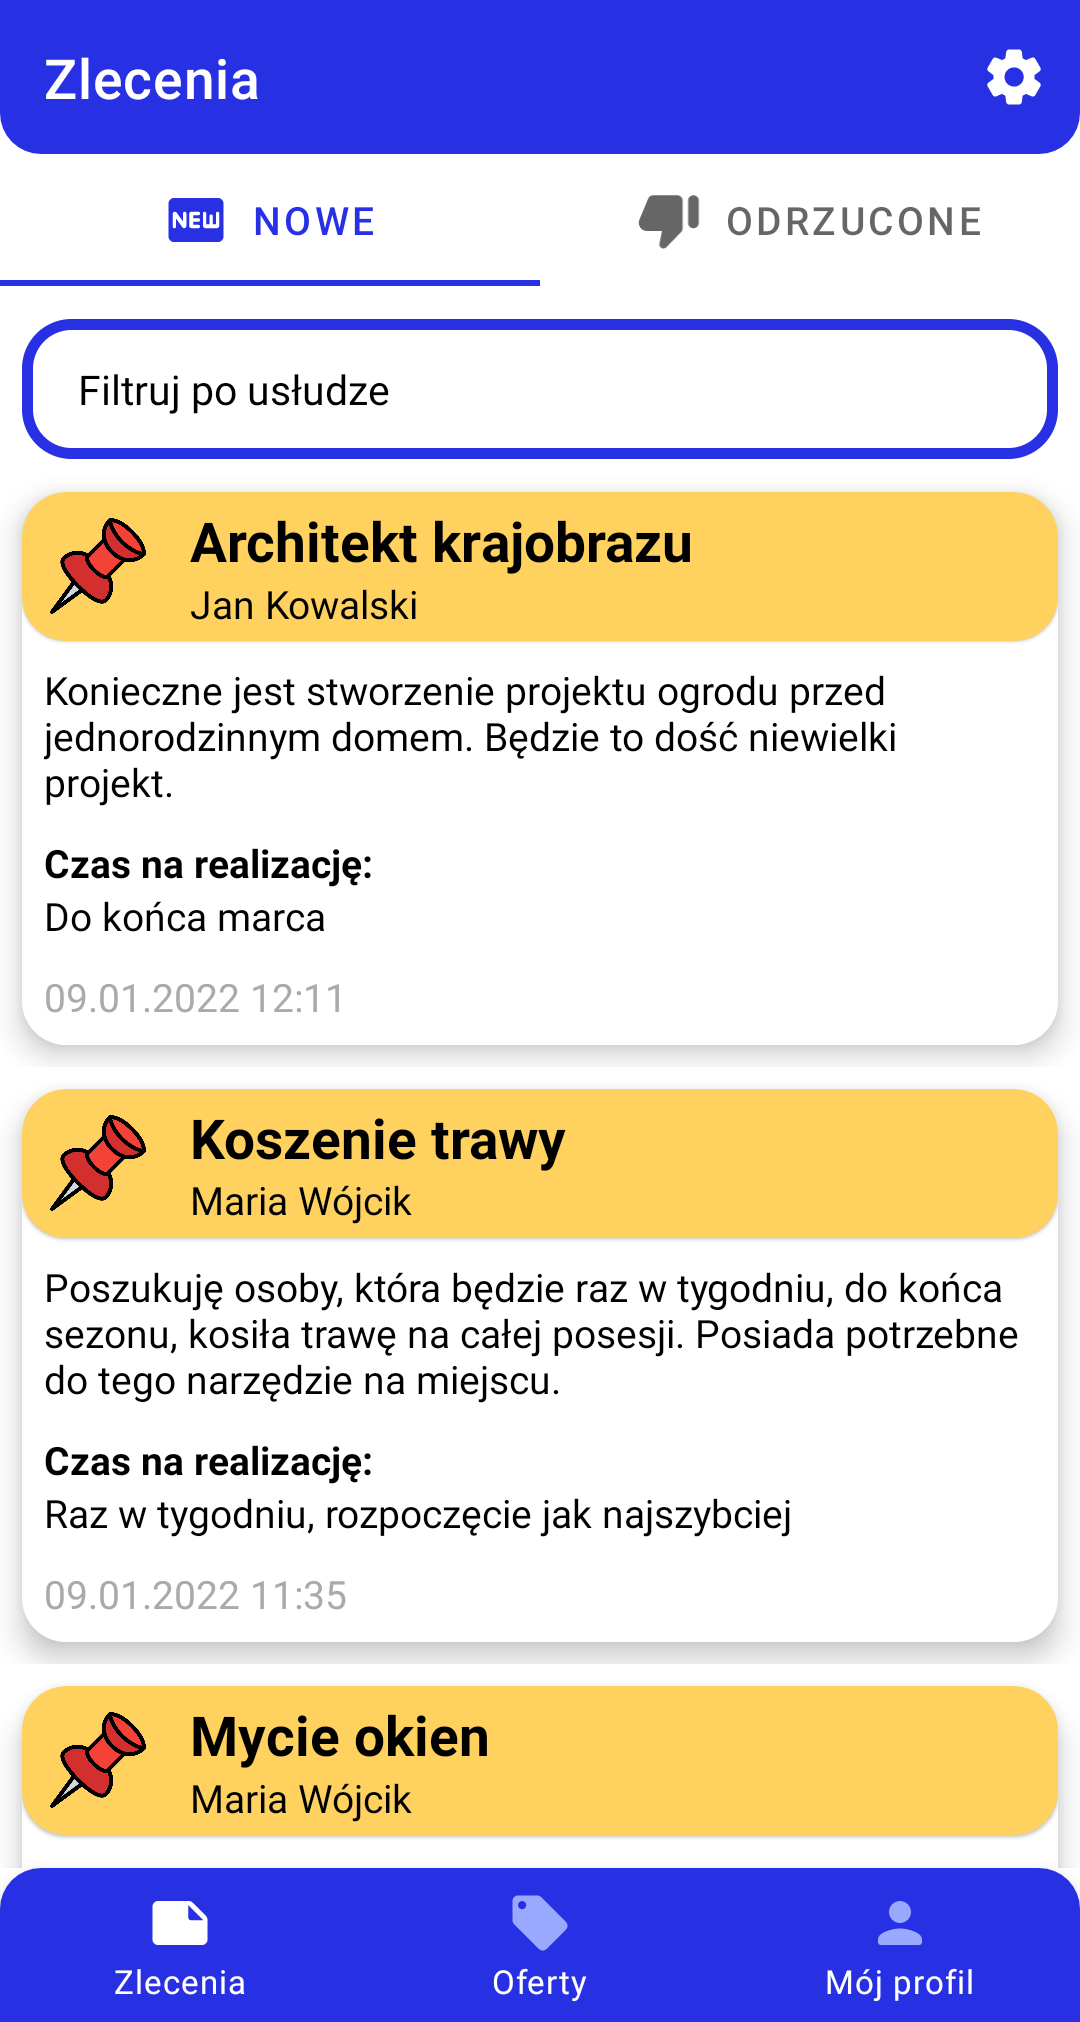 Zlecenia
NEW NOWE
ODRZUCONE
Filtruj po usłudze
Architekt krajobrazu
Jan Kowalski
Konieczne jest stworzenie projektu ogrodu przed
jednorodzinnym domem. Będzie to dość niewielki
projekt.
Czas na realizację:
Do końca marca
09.01.2022 12:11
Koszenie trawy
Maria Wójcik
Poszukuję osoby, która będzie raz w tygodniu, do końca
sezonu, kosiła trawę na całej posesji. Posiada potrzebne
do tego narzędzie na miejscu.
Czas na realizację:
Raz w tygodniu, rozpoczęcie jak najszybciej
09.01.2022 11:35
Mycie okien
Maria Wójcik
Zlecenia
Oferty
Mój profil